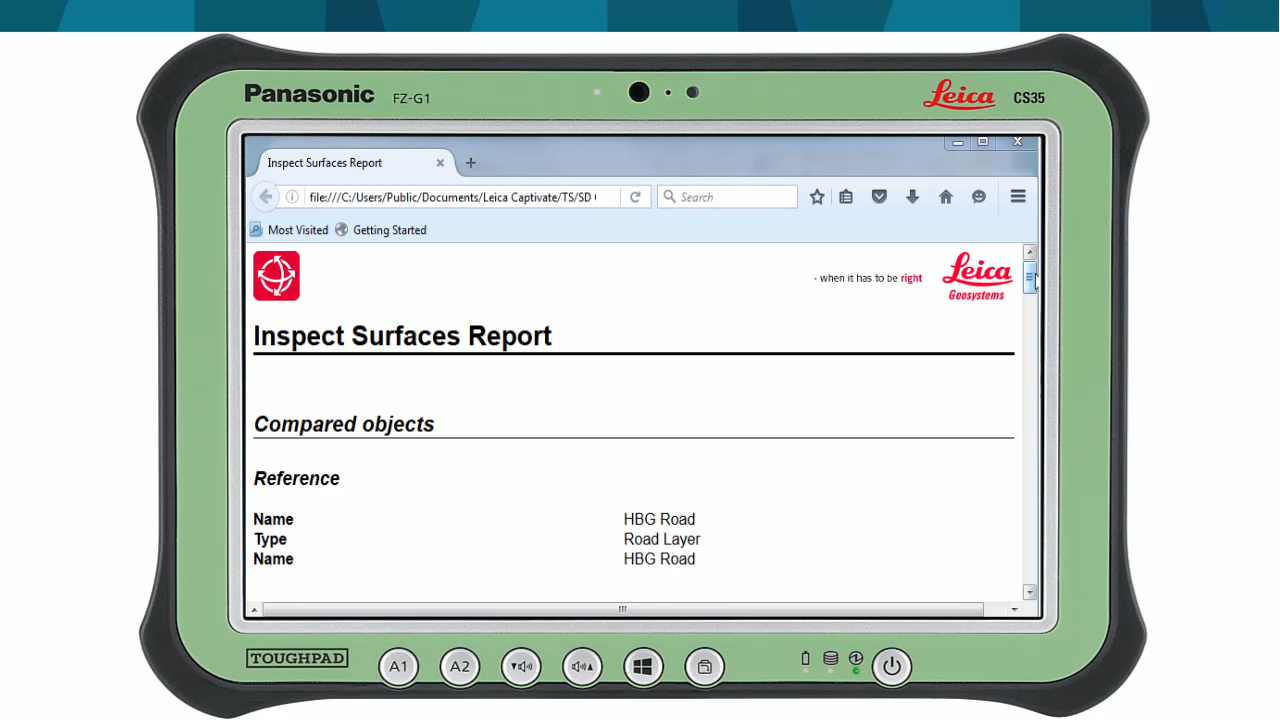 Panasonic FZ-G1
Leica CS35
Inspect Surfaces Report
file:///C:/Users/Public/Documents/Leica Captivate/TS/SD
Search
Most Visited Getting Started
- when it has to be right
Leica
Geosystems
Inspect Surfaces Report
Compared objects
Reference
Name HBG Road
Type Road Layer
Name HBG Road
TOUGHPAD A1 A2